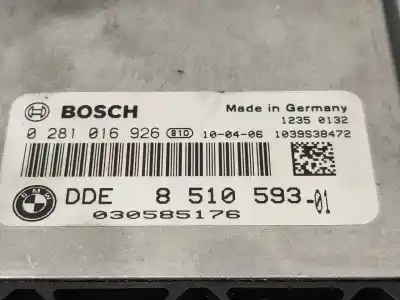 BOSCH Made in Germany
1235 0132
0 281 016 926 810 10-04-06 1039S38472
BMW DDE 8 510 593-01
030585176